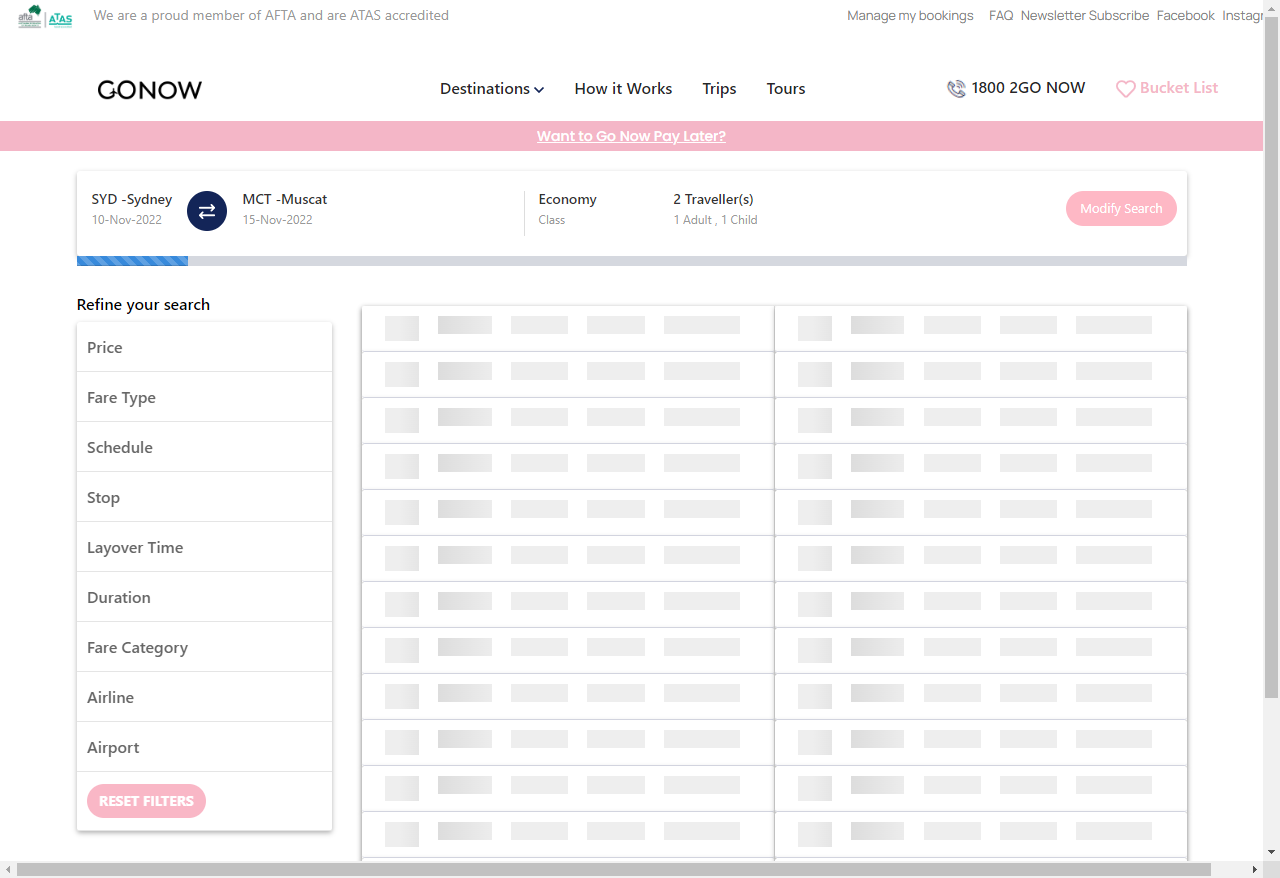 afta ATAS We are a proud member of AFTA and are ATAS accredited Manage my bookings FAQ Newsletter Subscribe Facebook Instagr
GONOW Destinations How it Works Trips Tours 1800 2GO NOW Bucket List
Want to Go Now Pay Later?
SYD -Sydney MCT -Muscat Economy 2 Traveller(s) Modify Search
10-Nov-2022 15-Nov-2022 Class 1 Adult , 1 Child
Refine your search
Price
Fare Type
Schedule
Stop
Layover Time
Duration
Fare Category
Airline
Airport
RESET FILTERS